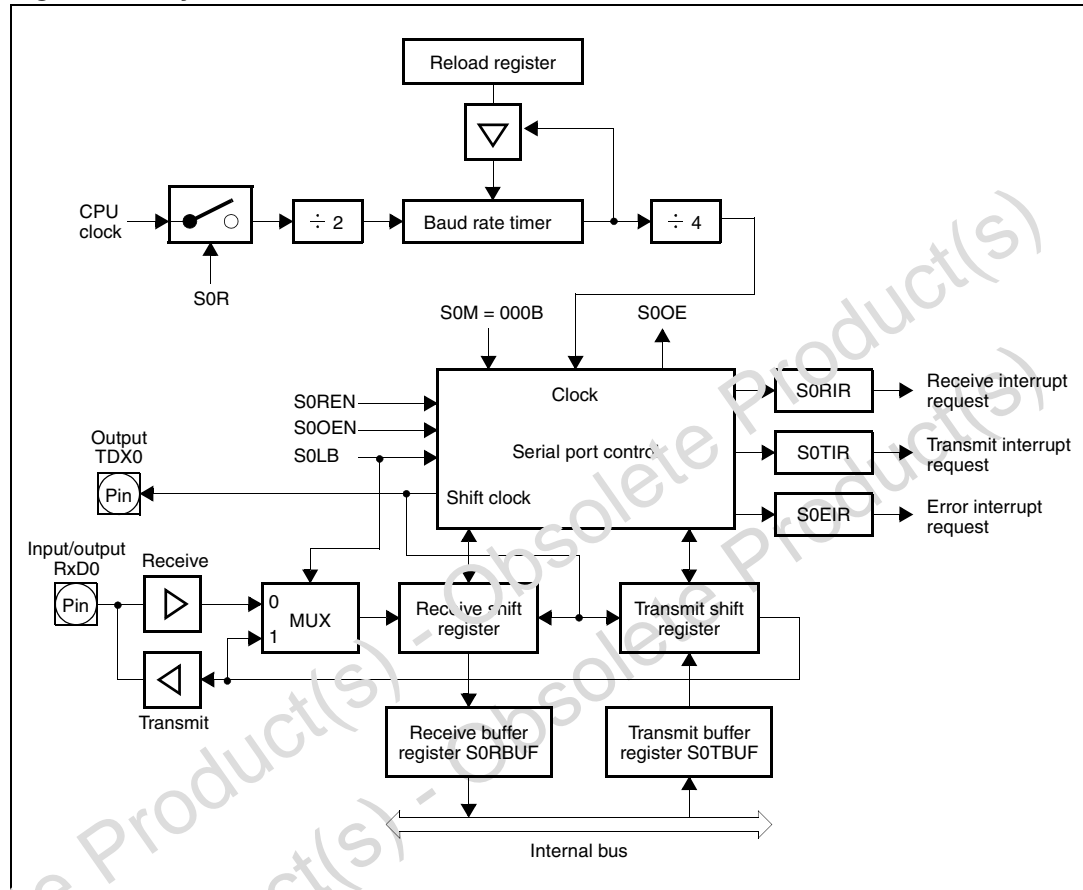 Reload register
CPU
clock
÷ 2
Baud rate timer
÷ 4
S0R
S0M = 000B
S0OE
Clock
S0REN
S0OEN
S0LB
Serial port control
Shift clock
S0RIR
Receive interrupt
request
S0TIR
Transmit interrupt
request
S0EIR
Error interrupt
request
Output
TDX0
Pin
Input/output
RxD0
Pin
Receive
Transmit
0
MUX
1
Receive shift
register
Transmit shift
register
Receive buffer
register S0RBUF
Transmit buffer
register S0TBUF
Internal bus
e Product(s) - Obsolete Product(s)
Product(s) - Obsolete Product(s)